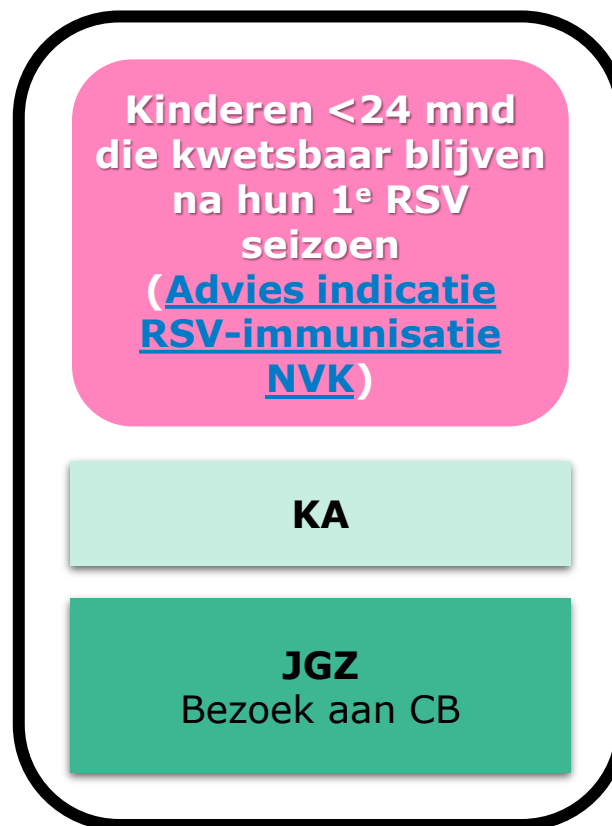 Kinderen <24 mnd
die kwetsbaar blijven
na hun 1ᵉ RSV
seizoen
(Advies indicatie
RSV-immunisatie
NVK)
KA
JGZ
Bezoek aan CB